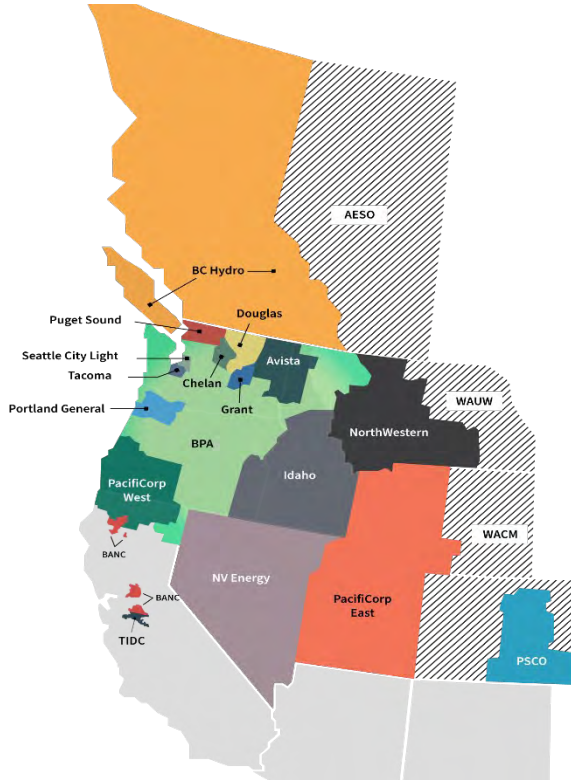 AESO
BC Hydro
Puget Sound
Douglas
Seattle City Light
Avista
Tacoma
Chelan
WAUW
Portland General
Grant
NorthWestern
BPA
Idaho
PacifiCorp
West
WACM
BANC
NV Energy
BANC
PacifiCorp
East
TIDC
PSCO